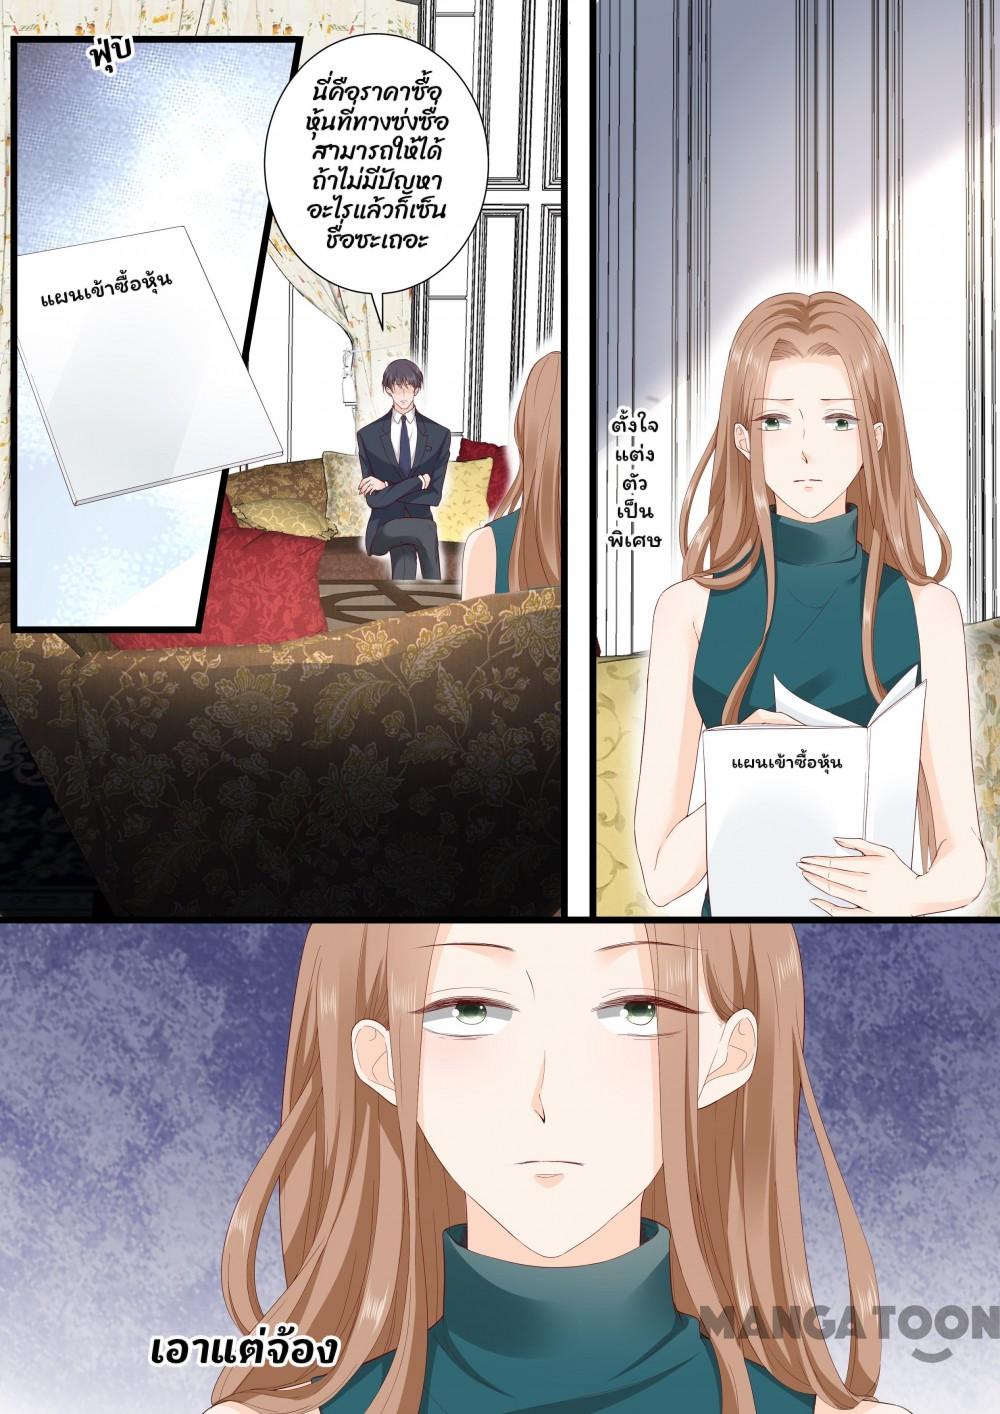 ฟุ่บ
นี่คือราคาซื้อ
หุ้นที่ทางซ่งซือ
สามารถให้ได้
ถ้าไม่มีปัญหา
อะไรแล้วก็เซ็น
ชื่อซะเถอะ
แผนเข้าซื้อหุ้น
ตั้งใจ
แต่ง
ตัว
เป็น
พิเศษ
แผนเข้าซื้อหุ้น
เอาแต่จ้อง
MANGATOON